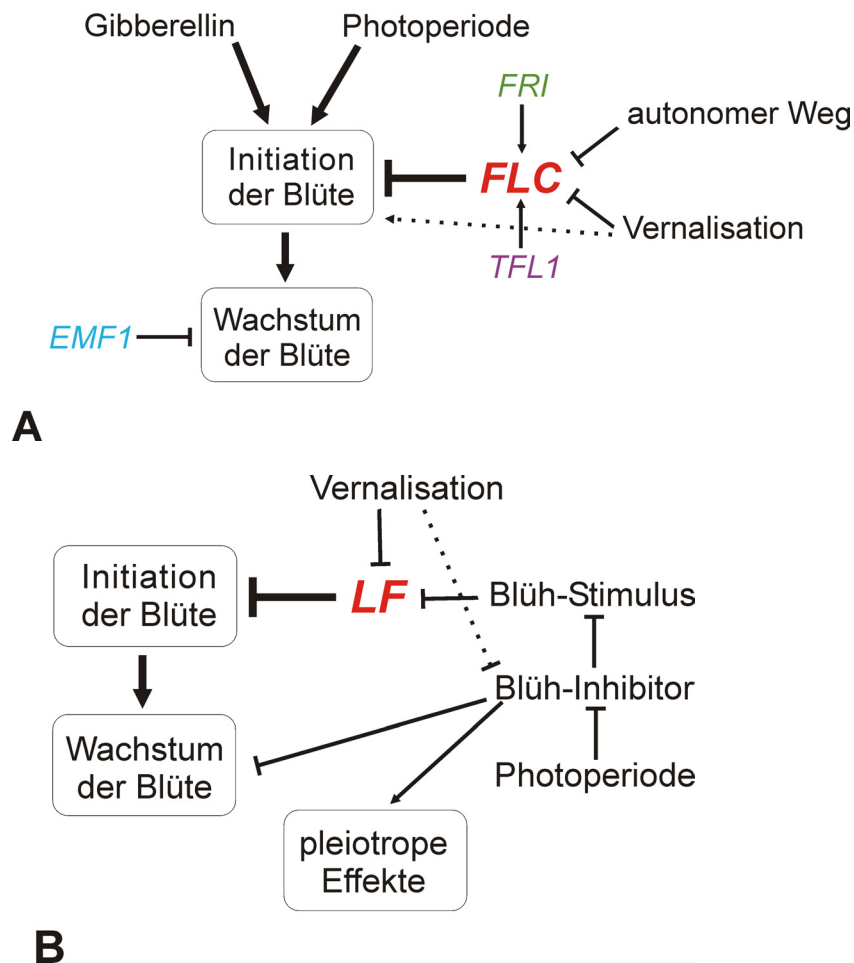 Gibberellin
Photoperiode
FRI
autonomer Weg
Initiation
der Blüte
FLC
Vernalisation
TFL1
EMF1
Wachstum
der Blüte
A
Vernalisation
Initiation
der Blüte
LF
Blüh-Stimulus
Blüh-Inhibitor
Wachstum
der Blüte
Photoperiode
pleiotrope
Effekte
B